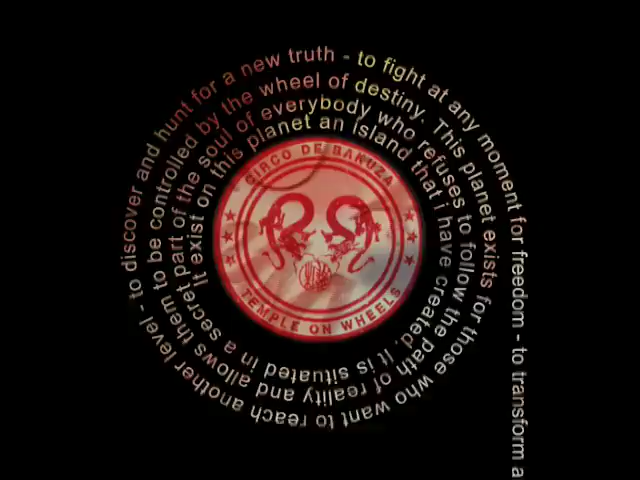 CIRCO DE BAKUZA
TEMPLE ON WHEELS
It exist on this planet an Island that i have created. It is situated in a secret part of the soul of everybody who refuses to follow the path of reality and allows them to be controlled by the wheel of destiny. This planet exists for those who want to reach another level - to discover and hunt for a new truth - to fight at any moment for freedom - to transform a